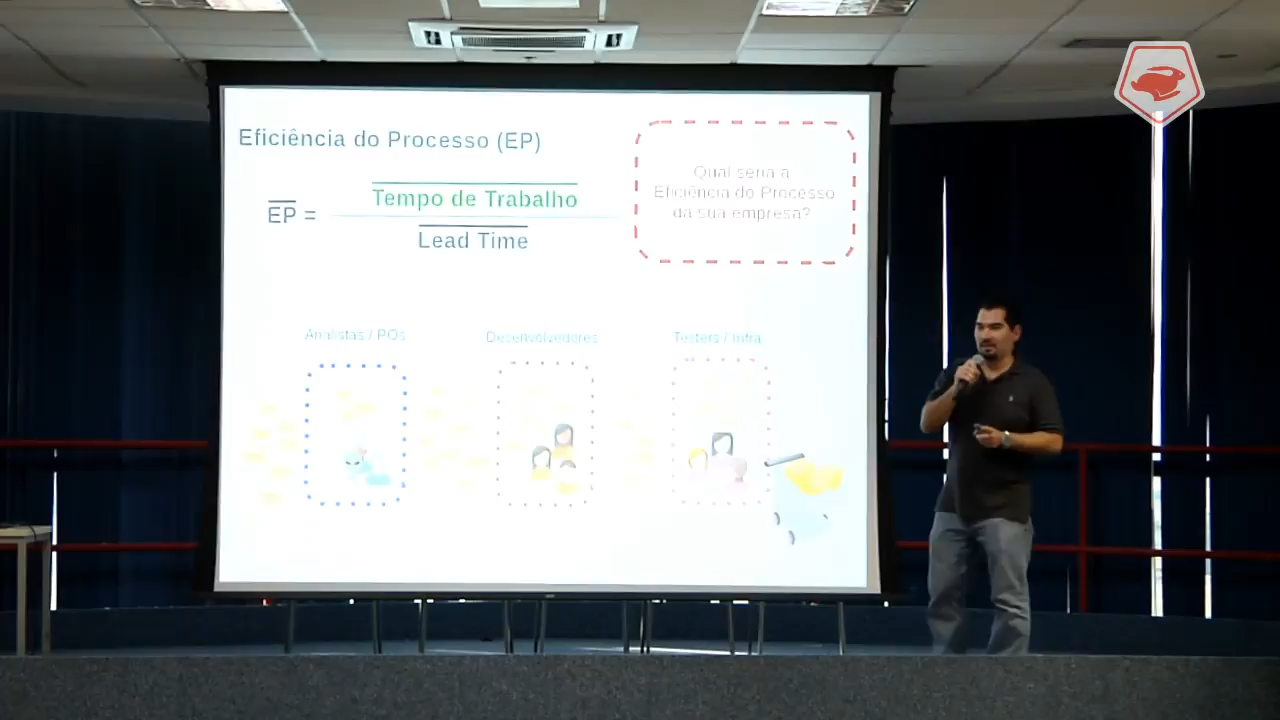 Eficiência do Processo (EP)
EP =
Tempo de Trabalho
Lead Time
Qual seria a
Eficiência do Processo
da sua empresa?
Analistas / POs
Desenvolvedores
Testers / Infra